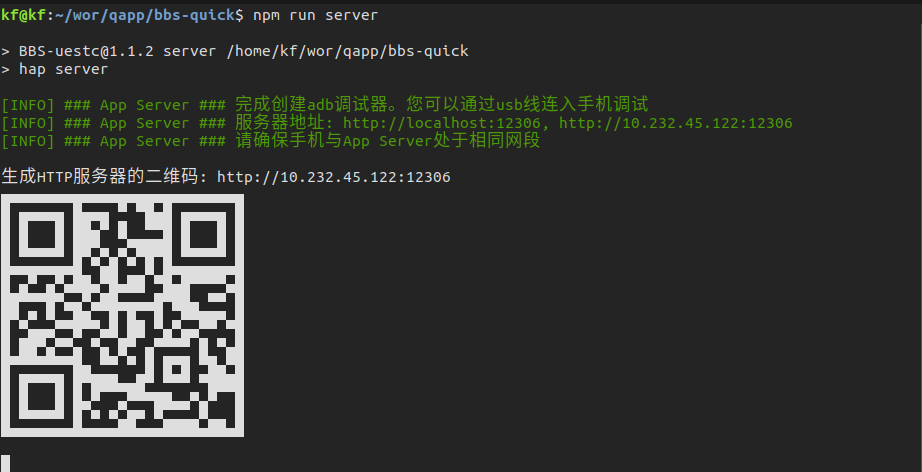 kf@kf:~/wor/qapp/bbs-quick$ npm run server
> BBS-uestc@1.1.2 server /home/kf/wor/qapp/bbs-quick
> hap server
[INFO] ### App Server ### 完成创建adb调试器。您可以通过usb线连入手机调试
[INFO] ### App Server ### 服务器地址: http://localhost:12306, http://10.232.45.122:12306
[INFO] ### App Server ### 请确保手机与App Server处于相同网段
生成HTTP服务器的二维码: http://10.232.45.122:12306